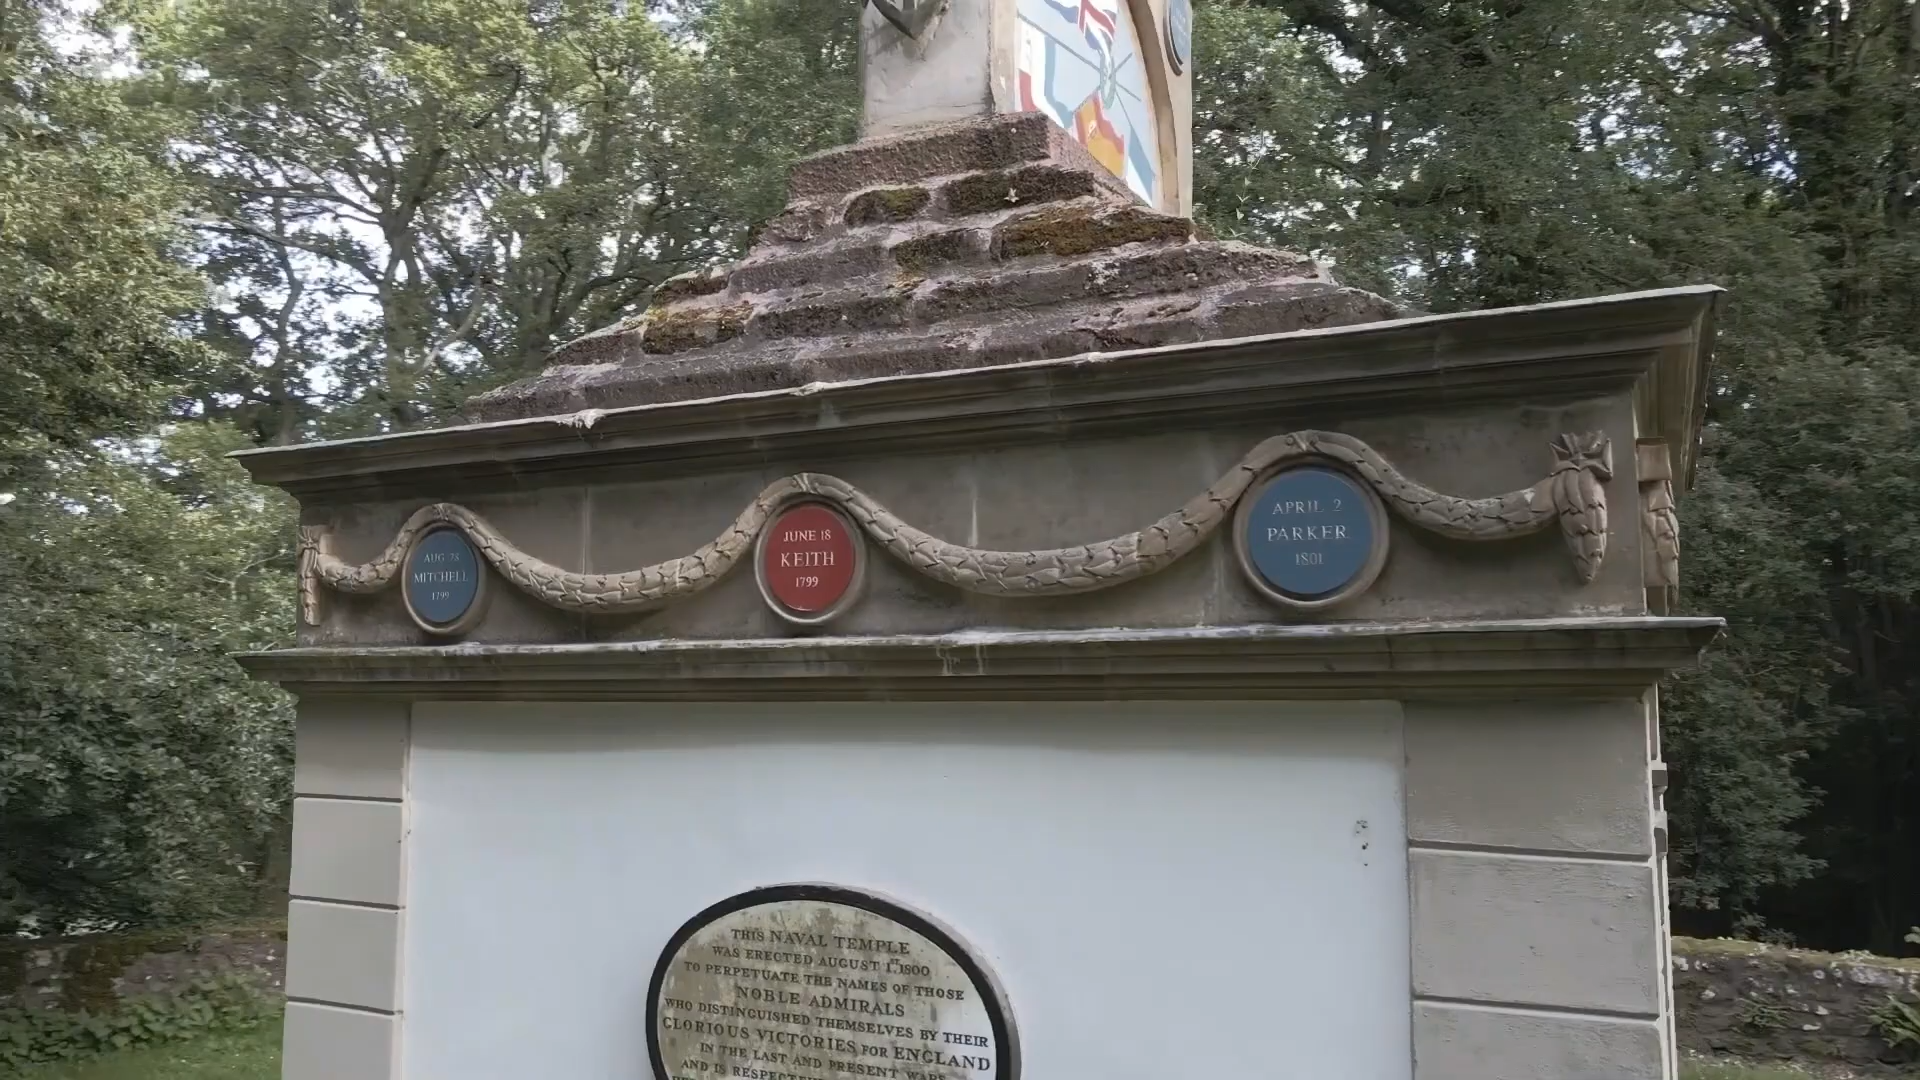 AUG 28
MITCHELL
1799
JUNE 18
KEITH
1799
APRIL 2
PARKER
1801
THIS NAVAL TEMPLE
WAS ERECTED AUGUST 1ST 1800
TO PERPETUATE THE NAMES OF THOSE
NOBLE ADMIRALS
WHO DISTINGUISHED THEMSELVES BY THEIR
GLORIOUS VICTORIES FOR ENGLAND
IN THE LAST AND PRESENT WARS
AND IS